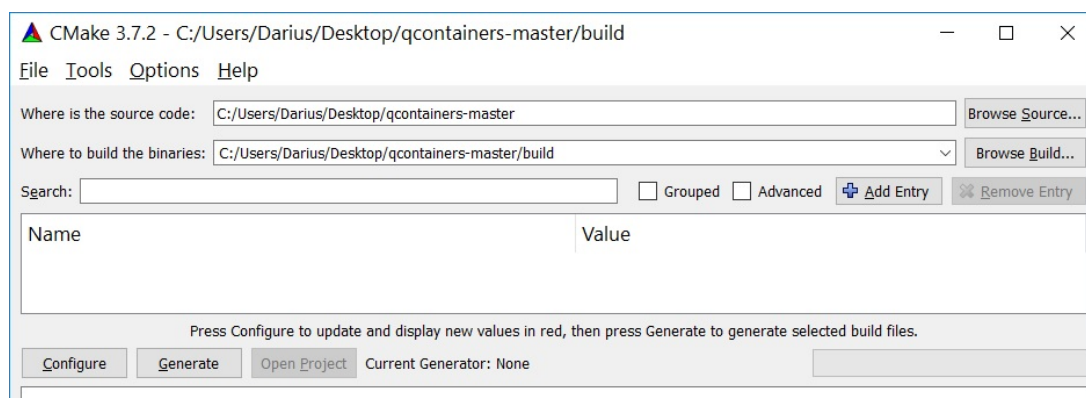 CMake 3.7.2 - C:/Users/Darius/Desktop/qcontainers-master/build
File Tools Options Help
Where is the source code: C:/Users/Darius/Desktop/qcontainers-master Browse Source...
Where to build the binaries: C:/Users/Darius/Desktop/qcontainers-master/build Browse Build...
Search: Grouped Advanced Add Entry Remove Entry
Name Value
Press Configure to update and display new values in red, then press Generate to generate selected build files.
Configure Generate Open Project Current Generator: None